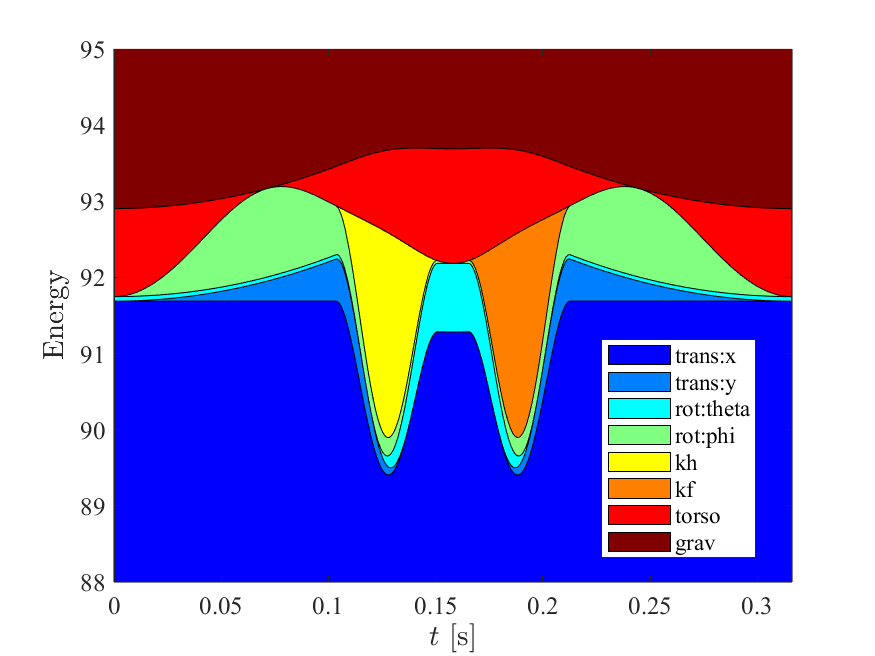 95
94
93
92
91
90
89
88
Energy
0
0.05
0.1
0.15
0.2
0.25
0.3
t [s]
trans:x
trans:y
rot:theta
rot:phi
kh
kf
torso
grav